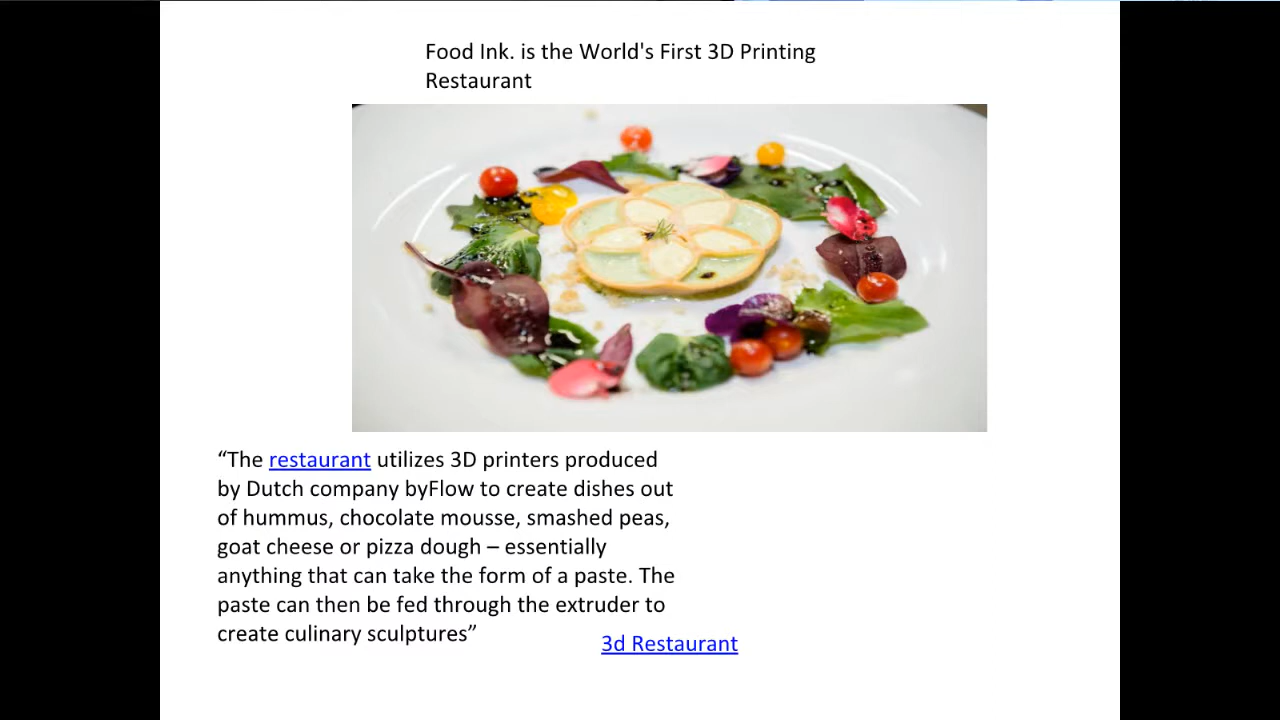 Food Ink. is the World's First 3D Printing
Restaurant
“The restaurant utilizes 3D printers produced
by Dutch company byFlow to create dishes out
of hummus, chocolate mousse, smashed peas,
goat cheese or pizza dough – essentially
anything that can take the form of a paste. The
paste can then be fed through the extruder to
create culinary sculptures”
3d Restaurant